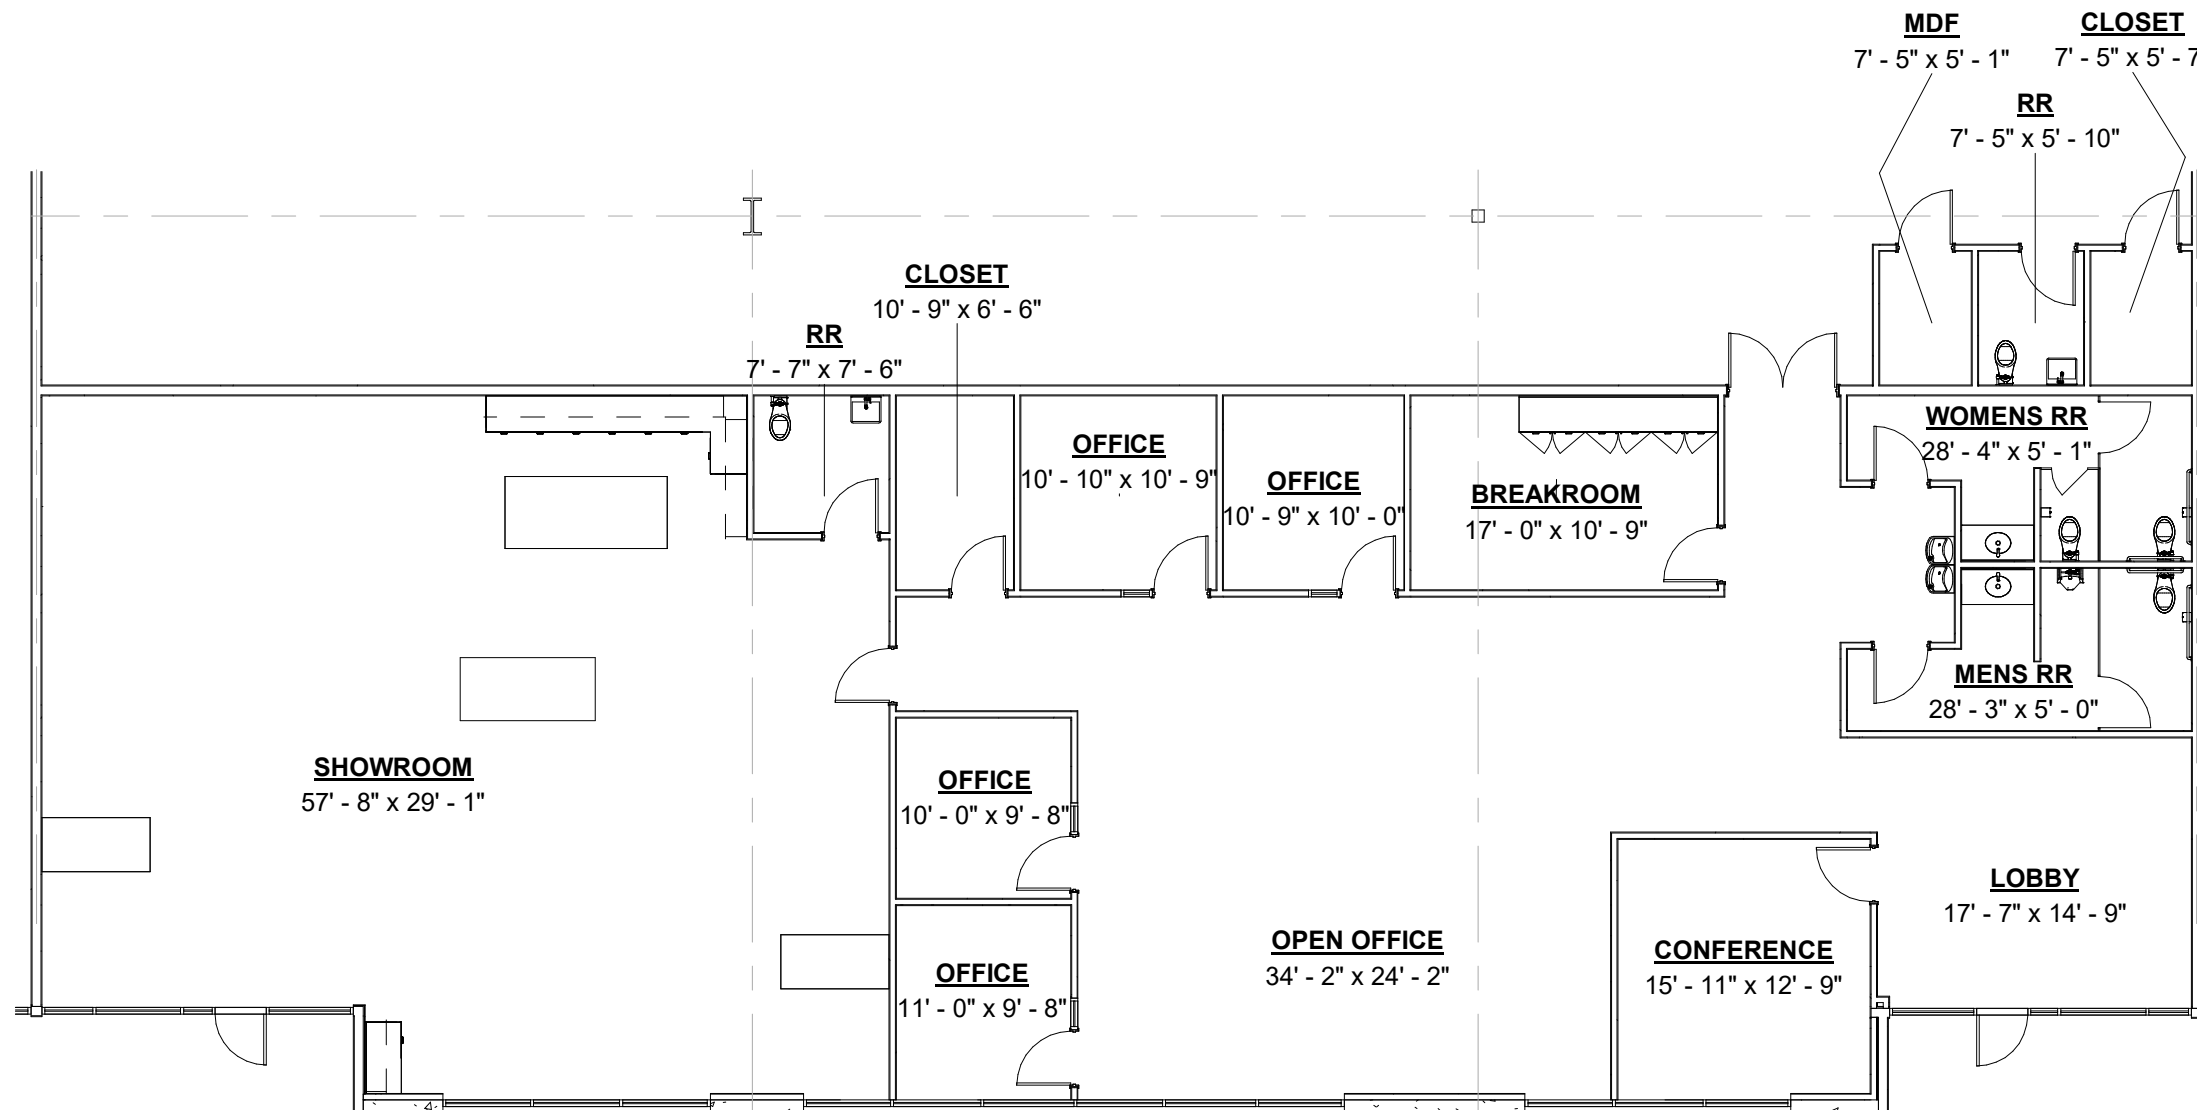 MDF
7' - 5" x 5' - 1"
CLOSET
7' - 5" x 5' - 7
RR
7' - 5" x 5' - 10"
CLOSET
10' - 9" x 6' - 6"
RR
7' - 7" x 7' - 6"
OFFICE
10' - 10" x 10' - 9"
OFFICE
10' - 9" x 10' - 0"
BREAKROOM
17' - 0" x 10' - 9"
WOMENS RR
28' - 4" x 5' - 1"
MENS RR
28' - 3" x 5' - 0"
SHOWROOM
57' - 8" x 29' - 1"
OFFICE
10' - 0" x 9' - 8"
OFFICE
11' - 0" x 9' - 8"
OPEN OFFICE
34' - 2" x 24' - 2"
CONFERENCE
15' - 11" x 12' - 9"
LOBBY
17' - 7" x 14' - 9"